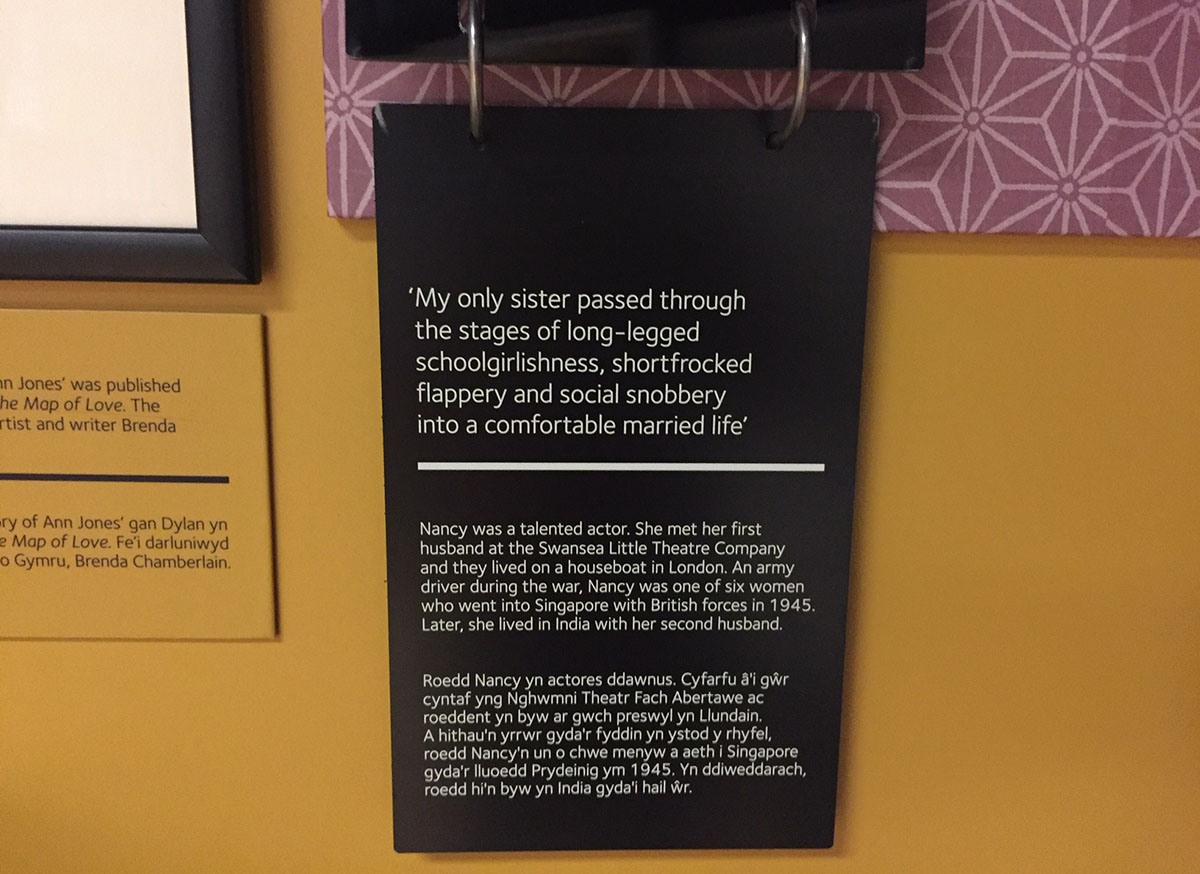 nn Jones' was published
he Map of Love. The
rtist and writer Brenda
ry of Ann Jones' gan Dylan yn
e Map of Love. Fe'i darluniwyd
o Gymru, Brenda Chamberlain.
‘My only sister passed through
the stages of long-legged
schoolgirlishness, shortfrocked
flappery and social snobbery
into a comfortable married life’
Nancy was a talented actor. She met her first
husband at the Swansea Little Theatre Company
and they lived on a houseboat in London. An army
driver during the war, Nancy was one of six women
who went into Singapore with British forces in 1945.
Later, she lived in India with her second husband.
Roedd Nancy yn actores ddawnus. Cyfarfu â'i gŵr
cyntaf yng Nghwmni Theatr Fach Abertawe ac
roeddent yn byw ar gwch preswyl yn Llundain.
A hithau'n yrrwr gyda'r fyddin yn ystod y rhyfel,
roedd Nancy'n un o chwe menyw a aeth i Singapore
gyda'r lluoedd Prydeinig ym 1945. Yn ddiweddarach,
roedd hi'n byw yn India gyda'i hail ŵr.